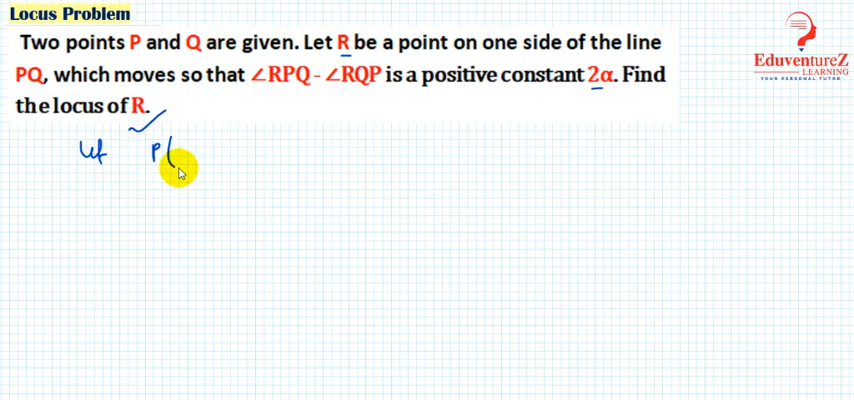 Locus Problem
Two points P and Q are given. Let R be a point on one side of the line
PQ, which moves so that ∠RPQ - ∠RQP is a positive constant 2α. Find
the locus of R.
P(
EduventureZ
LEARNING
YOUR PERSONAL TUTOR